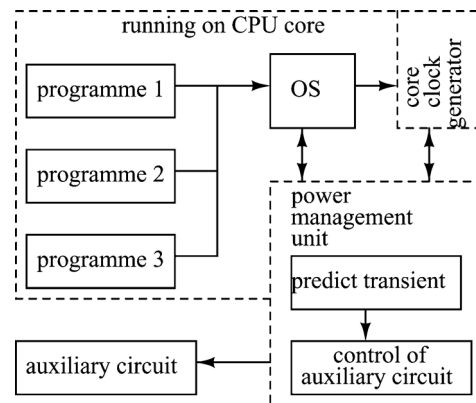 running on CPU core
programme 1
programme 2
programme 3
OS
core
clock
generator
power
management
unit
predict transient
control of
auxiliary circuit
auxiliary circuit